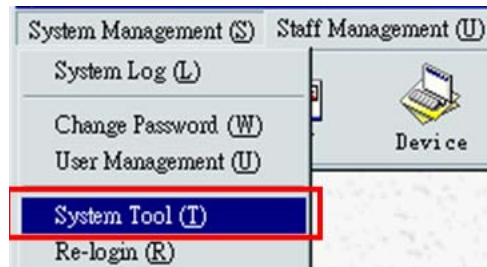 System Management (S) Staff Management (U)
System Log (L)
Change Password (W)
User Management (U)
Device
System Tool (T)
Re-login (R)